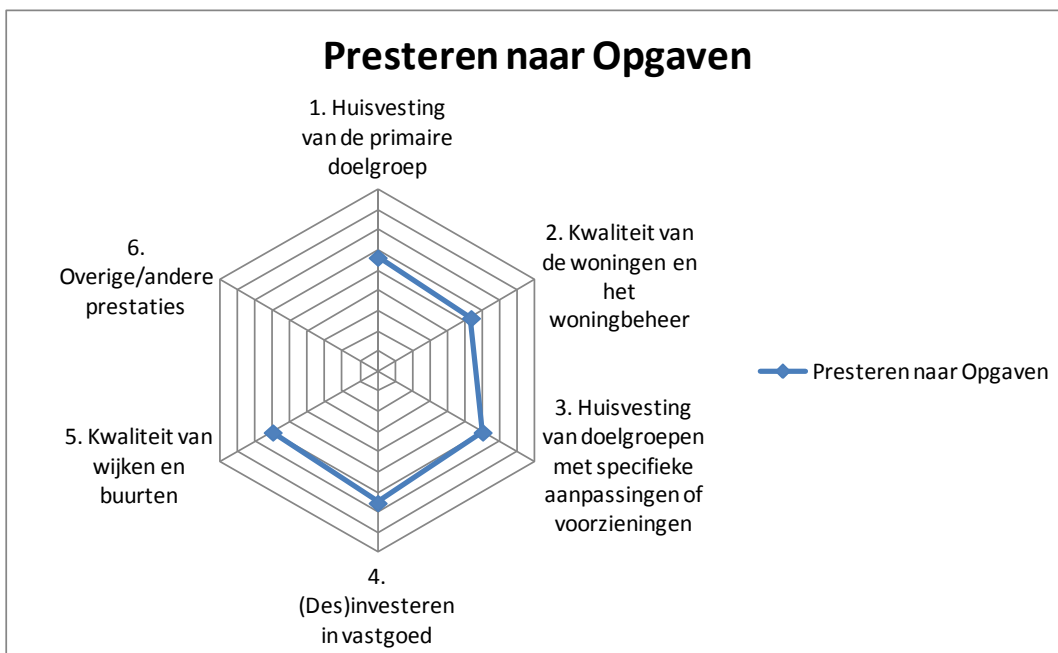 Presteren naar Opgaven
1. Huisvesting
van de primaire
doelgroep
2. Kwaliteit van
de woningen en
het
woningbeheer
3. Huisvesting
van doelgroepen
met specifieke
aanpassingen of
voorzieningen
4.
(Des)investeren
in vastgoed
5. Kwaliteit van
wijken en
buurten
6.
Overige/andere
prestaties
Presteren naar Opgaven